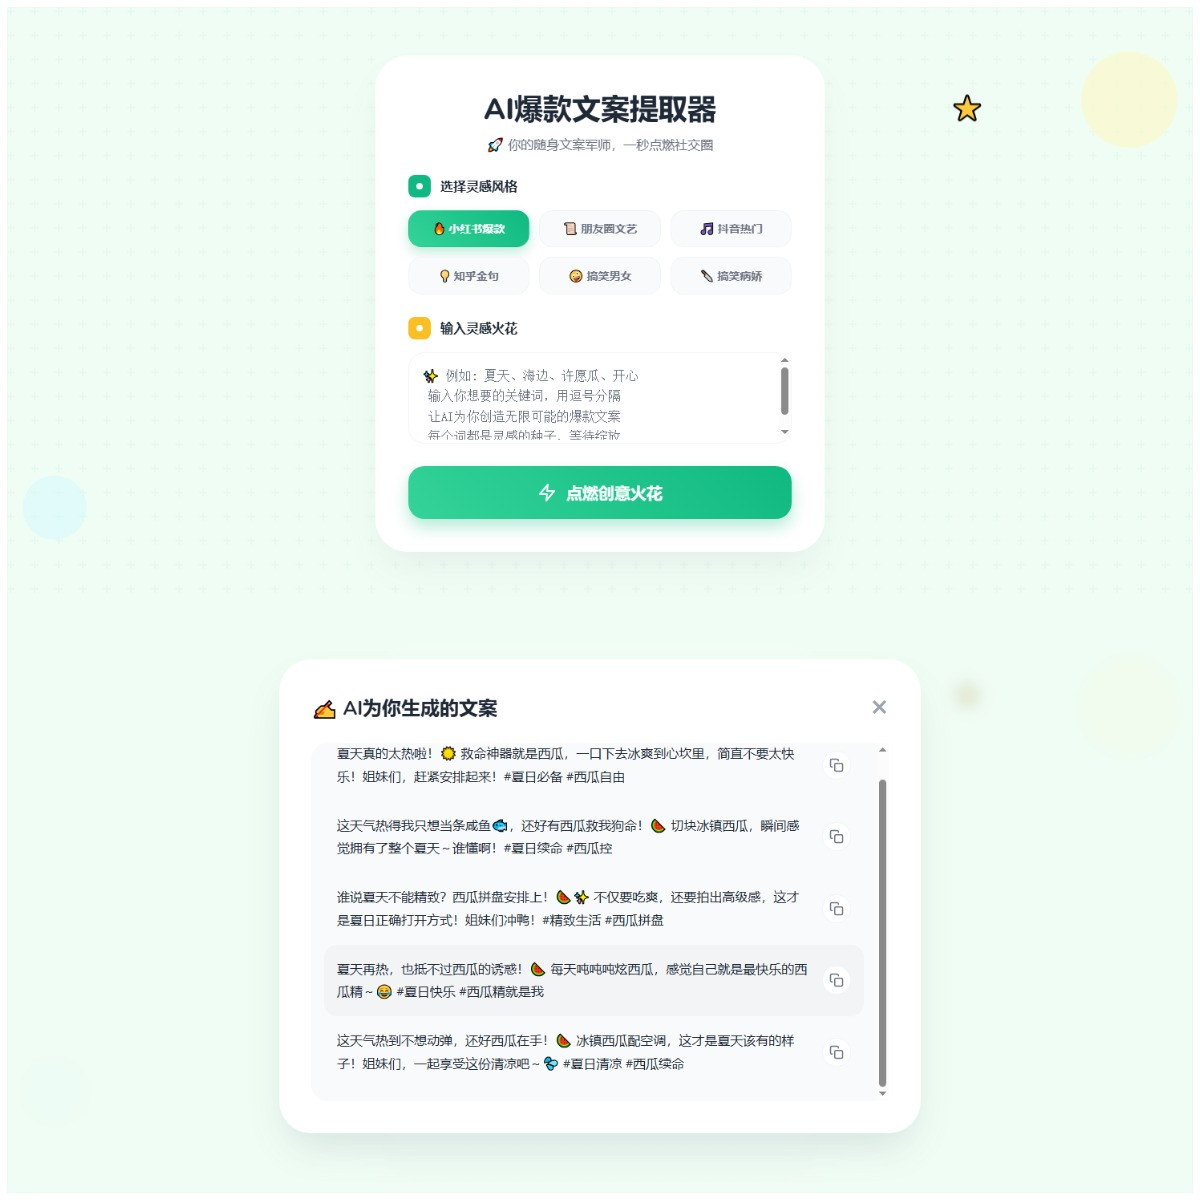 AI爆款文案提取器
🚀 你的随身文案军师，一秒点燃社交圈
选择灵感风格
🔥 小红书爆款
📜 朋友圈文艺
🎵 抖音热门
💡 知乎金句
🤪 搞笑男女
🔪 搞笑病娇
输入灵感火花
✨ 例如：夏天、海边、许愿瓜、开心
输入你想要的关键词，用逗号分隔
让AI为你创造无限可能的爆款文案
每个词都是灵感的种子，等待绽放
点燃创意火花
✍️ AI为你生成的文案
夏天真的太热啦！🌞 救命神器就是西瓜，一口下去冰爽到心坎里，简直不要太快
乐！姐妹们，赶紧安排起来！#夏日必备 #西瓜自由
这天气热得我只想当条咸鱼🐟，还好有西瓜救我狗命！🍉 切块冰镇西瓜，瞬间感
觉拥有了整个夏天～谁懂啊！#夏日续命 #西瓜控
谁说夏天不能精致？西瓜拼盘安排上！🍉✨ 不仅要吃爽，还要拍出高级感，这才
是夏日正确打开方式！姐妹们冲鸭！#精致生活 #西瓜拼盘
夏天再热，也抵不过西瓜的诱惑！🍉 每天吨吨吨炫西瓜，感觉自己就是最快乐的西
瓜精～😂 #夏日快乐 #西瓜精就是我
这天气热到不想动弹，还好西瓜在手！🍉 冰镇西瓜配空调，这才是夏天该有的样
子！姐妹们，一起享受这份清凉吧～💦 #夏日清凉 #西瓜续命